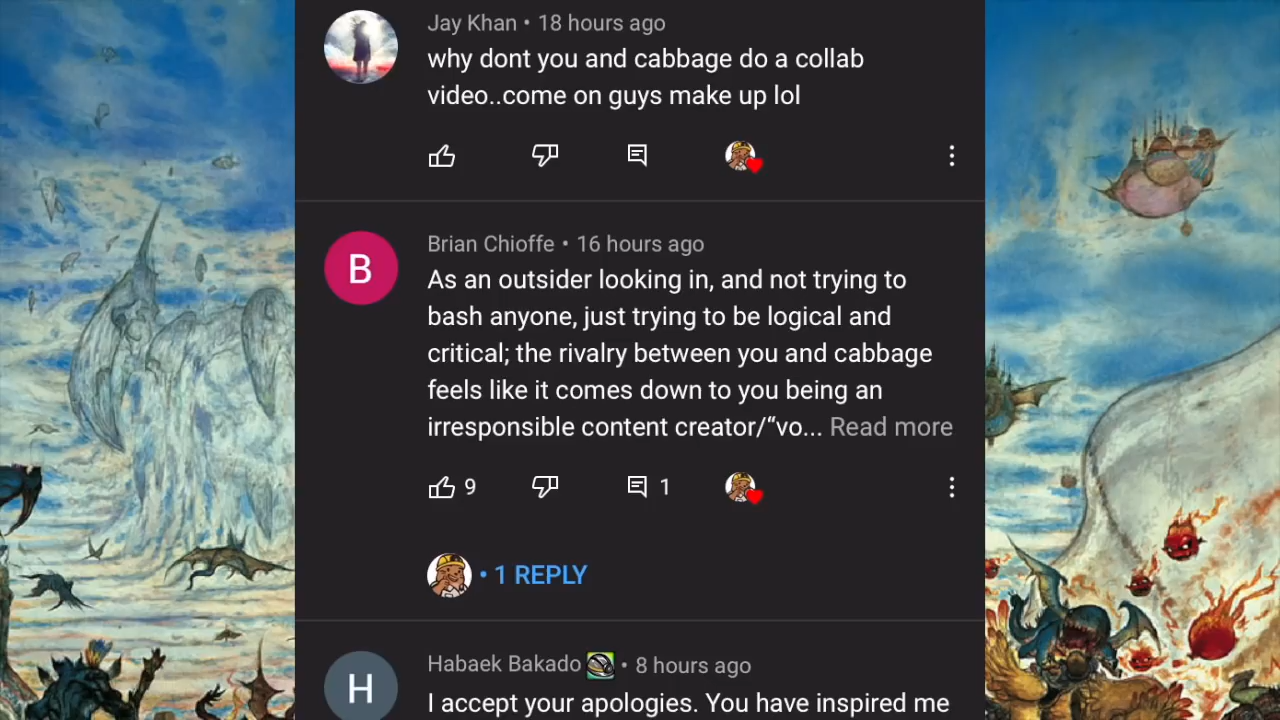 Jay Khan • 18 hours ago
why dont you and cabbage do a collab
video..come on guys make up lol
Brian Chioffe • 16 hours ago
As an outsider looking in, and not trying to
bash anyone, just trying to be logical and
critical; the rivalry between you and cabbage
feels like it comes down to you being an
irresponsible content creator/“vo... Read more
9 1
• 1 REPLY
Habaek Bakado • 8 hours ago
I accept your apologies. You have inspired me
B
H